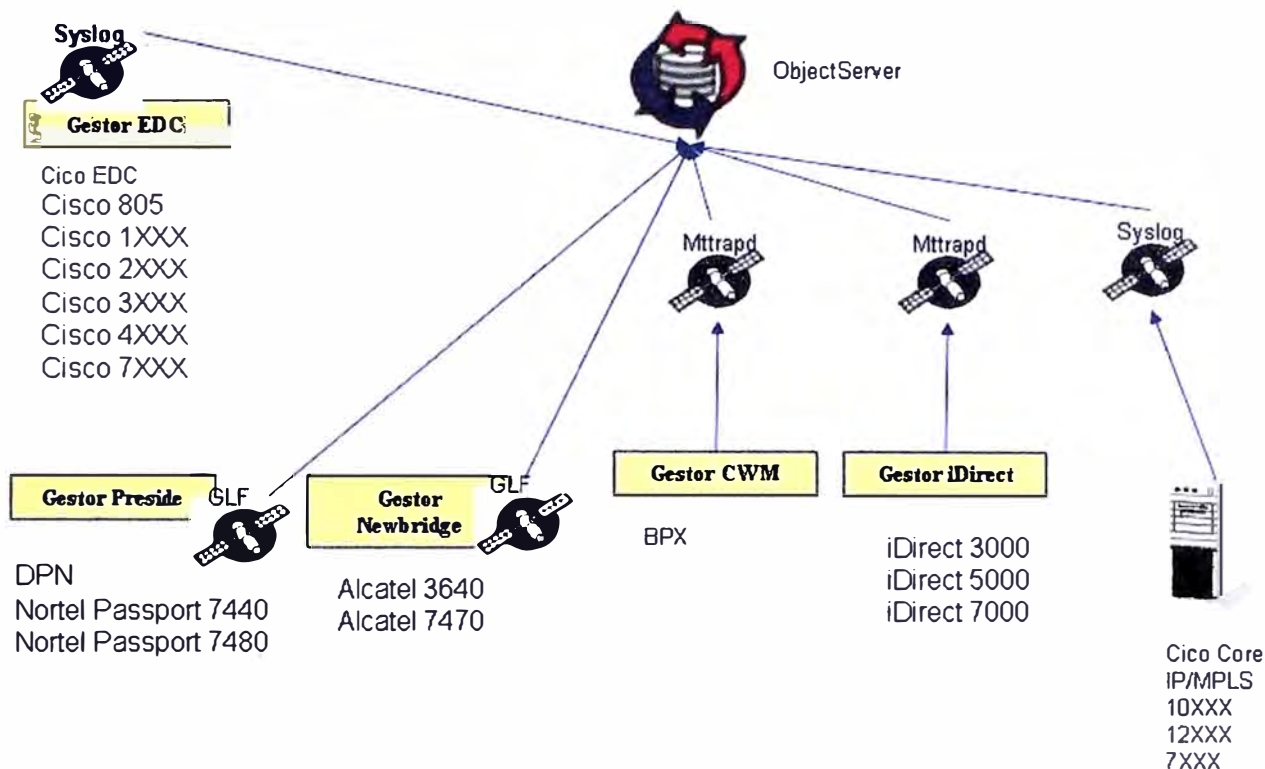 Syslog
ObjectServer
Gestor EDC
Cico EDC
Cisco 805
Cisco 1XXX
Cisco 2XXX
Cisco 3XXX
Cisco 4XXX
Cisco 7XXX
Mttrapd
Mttrapd
Syslog
Gestor Preside
GLF
DPN
Nortel Passport 7440
Nortel Passport 7480
Gestor
Newbridge
GLF
Alcatel 3640
Alcatel 7470
Gestor CWM
BPX
Gestor iDirect
iDirect 3000
iDirect 5000
iDirect 7000
Cico Core
IP/MPLS
10XXX
12XXX
7XXX